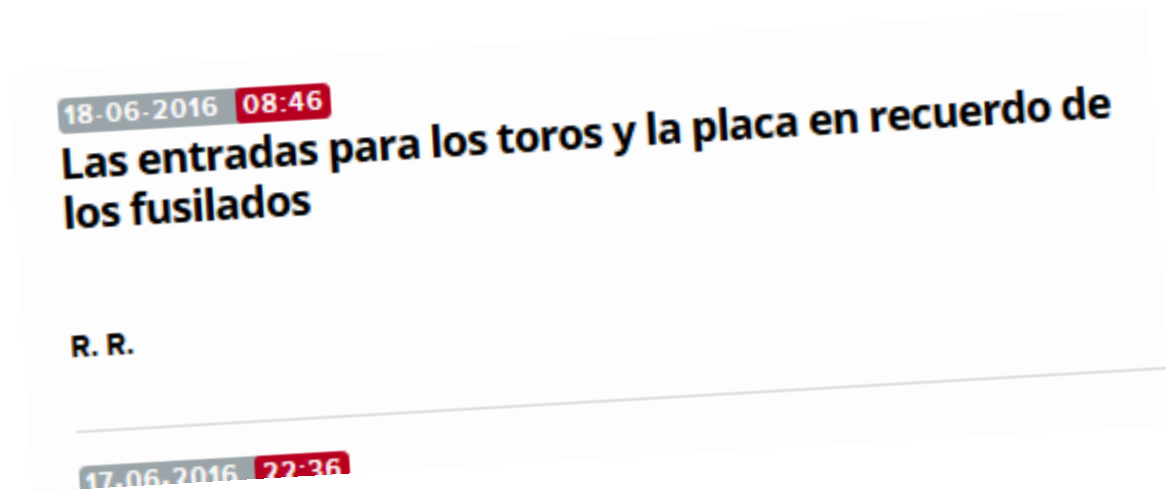 18-06-2016 08:46
Las entradas para los toros y la placa en recuerdo de
los fusilados
R. R.
17-06-2016 22:36